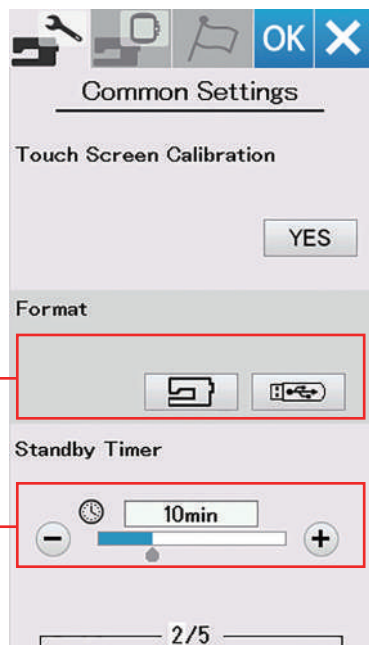 OK
Common Settings
Touch Screen Calibration
YES
Format
Standby Timer
10min
2/5